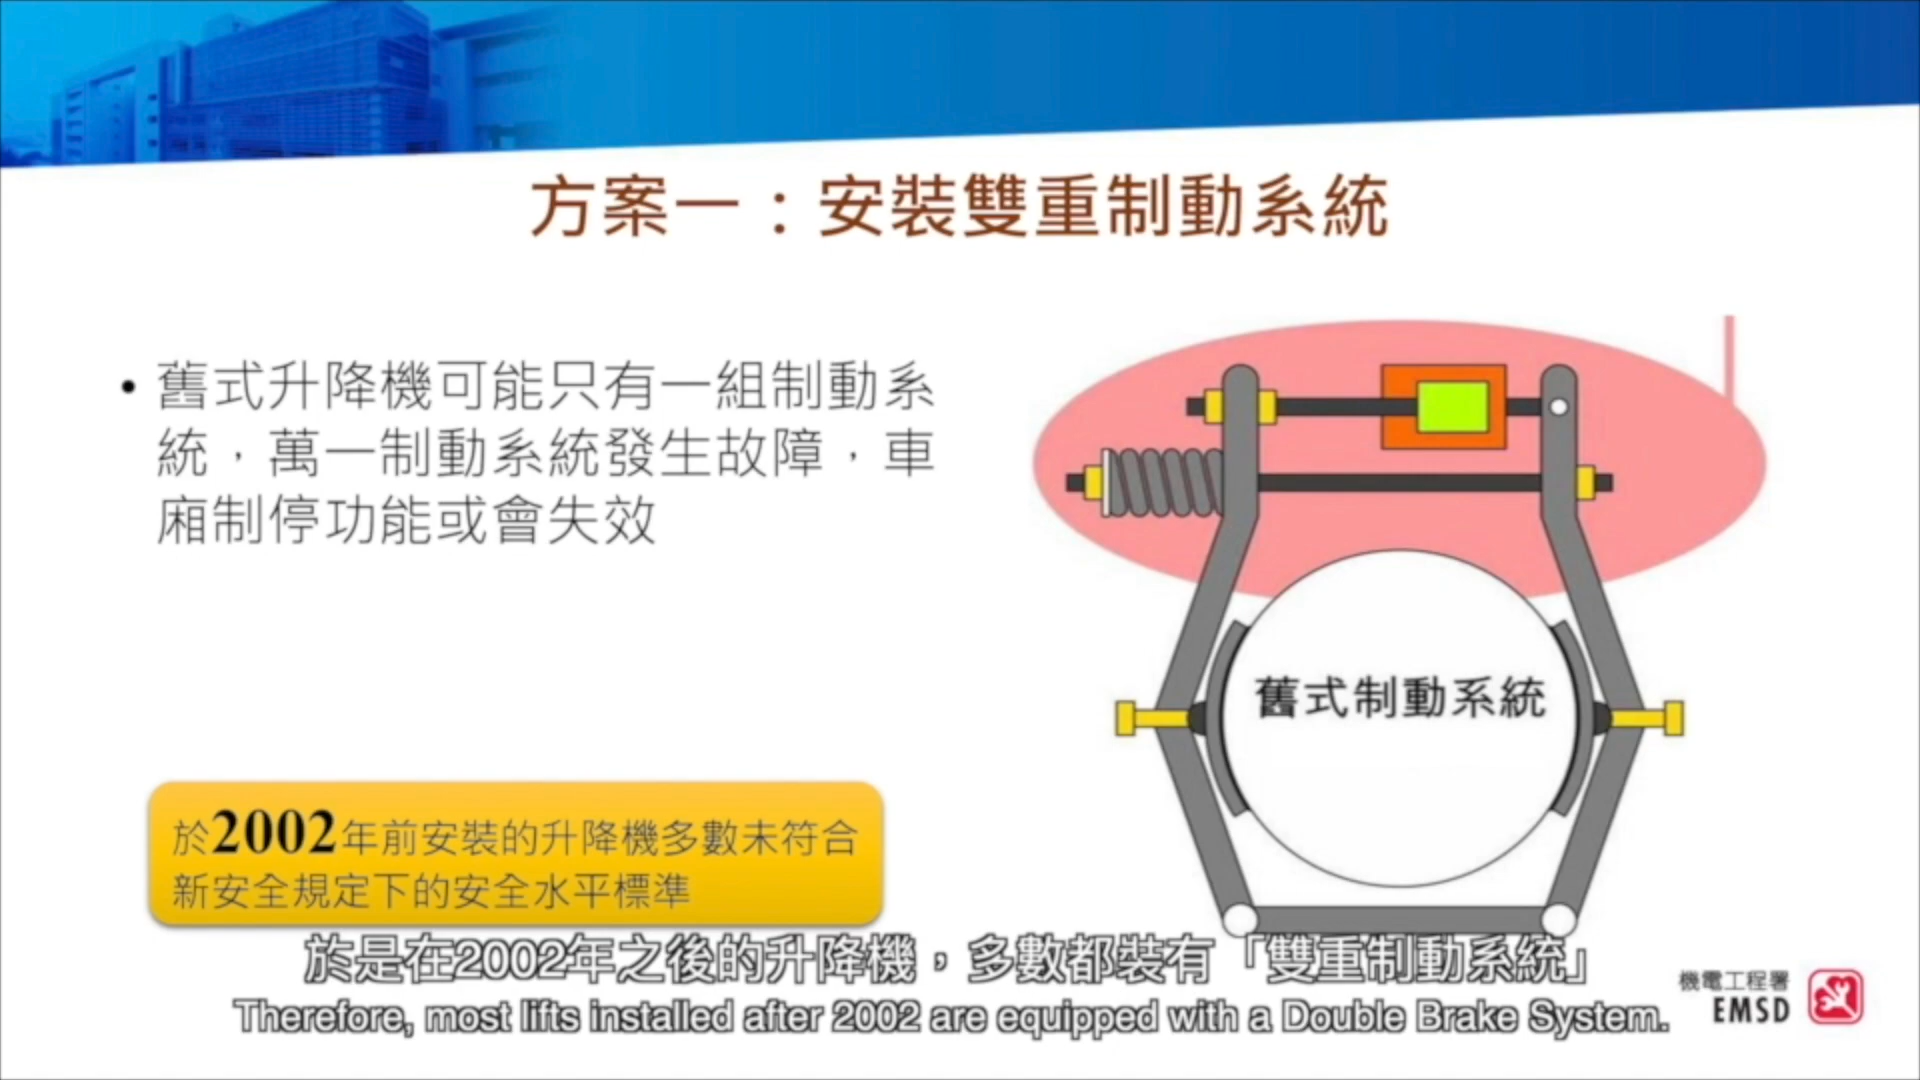 方案一：安裝雙重制動系統
• 舊式升降機可能只有一組制動系
統，萬一制動系統發生故障，車
廂制停功能或會失效
舊式制動系統
於2002年前安裝的升降機多數未符合
新安全規定下的安全水平標準
於是在2002年之後的升降機，多數都裝有「雙重制動系統」
Therefore, most lifts installed after 2002 are equipped with a Double Brake System.
機電工程署
EMSD